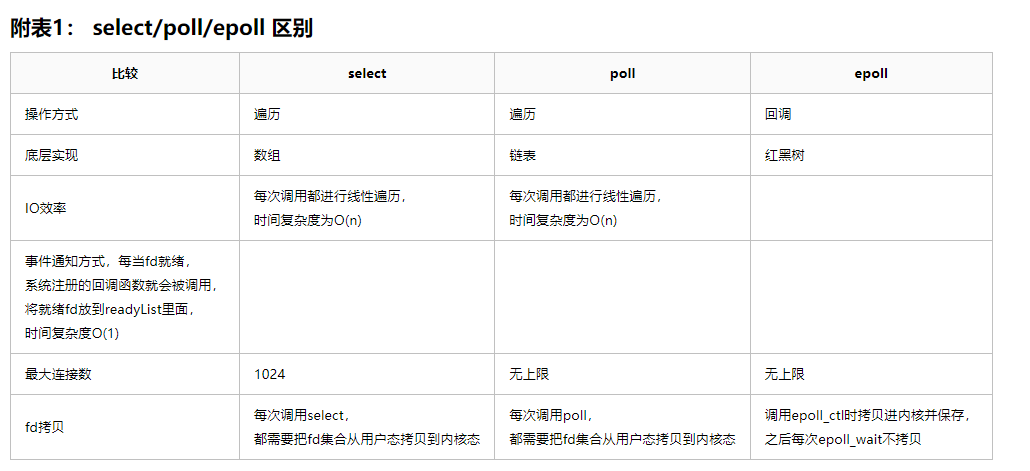 附表1： select/poll/epoll 区别
比较 select poll epoll
操作方式 遍历 遍历 回调
底层实现 数组 链表 红黑树
IO效率 每次调用都进行线性遍历， 每次调用都进行线性遍历，
时间复杂度为O(n) 时间复杂度为O(n)
事件通知方式，每当fd就绪，
系统注册的回调函数就会被调用，
将就绪fd放到readyList里面，
时间复杂度O(1)
最大连接数 1024 无上限 无上限
fd拷贝 每次调用select， 每次调用poll， 调用epoll_ctl时拷贝进内核并保存，
都需要把fd集合从用户态拷贝到内核态 都需要把fd集合从用户态拷贝到内核态 之后每次epoll_wait不拷贝